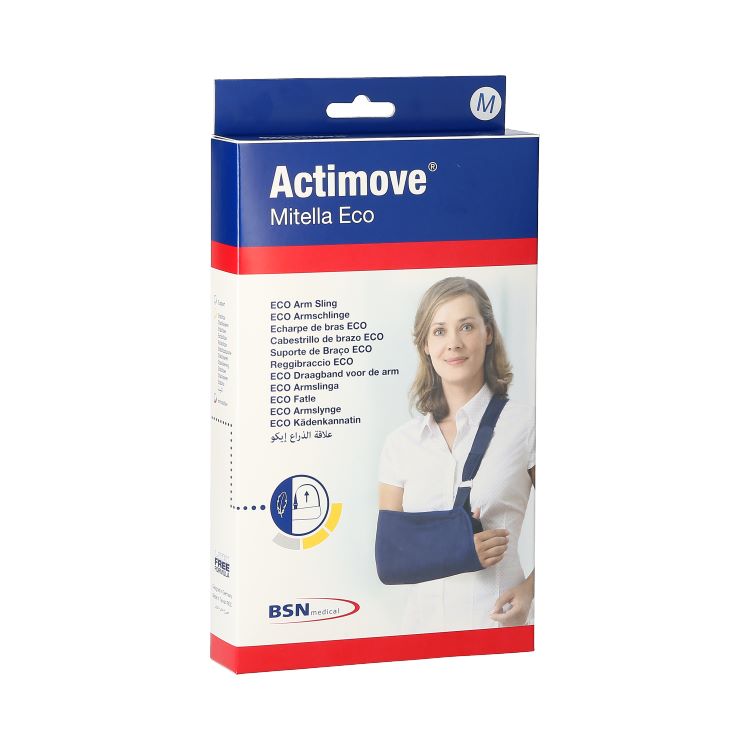 M
Actimove®
Mitella Eco
ECO Arm Sling
ECO Armschlinge
Echarpe de bras ECO
Cabestrillo de brazo ECO
Suporte de Braço ECO
Reggibraccio ECO
ECO Draagband voor de arm
ECO Armslinga
ECO Fatle
ECO Armslynge
ECO Kädenkannatin
علاقة الذراع إيكو
FREE
FORMULA
BSN medical